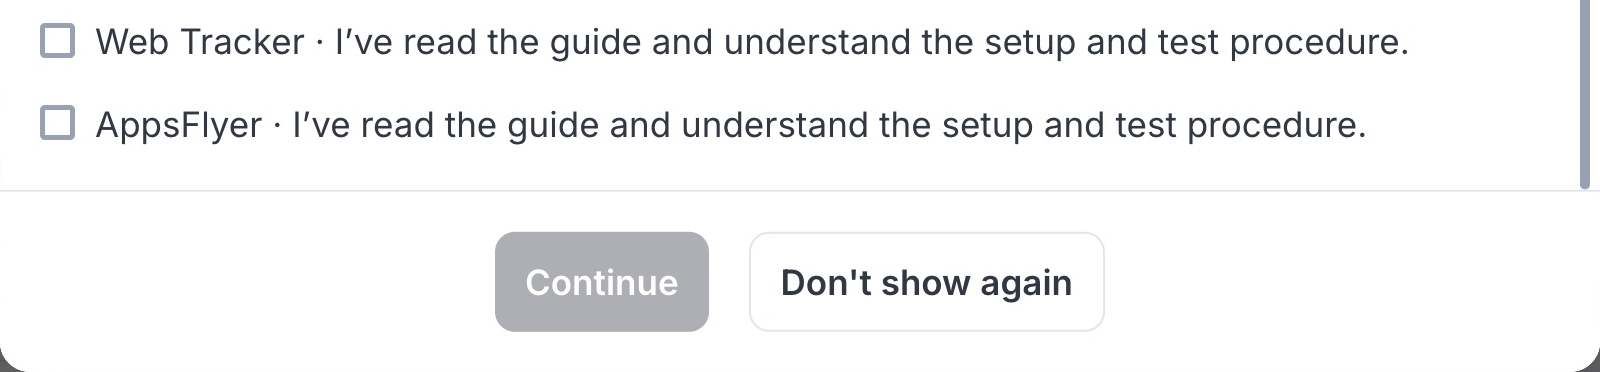 Web Tracker · I’ve read the guide and understand the setup and test procedure.
AppsFlyer · I’ve read the guide and understand the setup and test procedure.
Continue
Don't show again